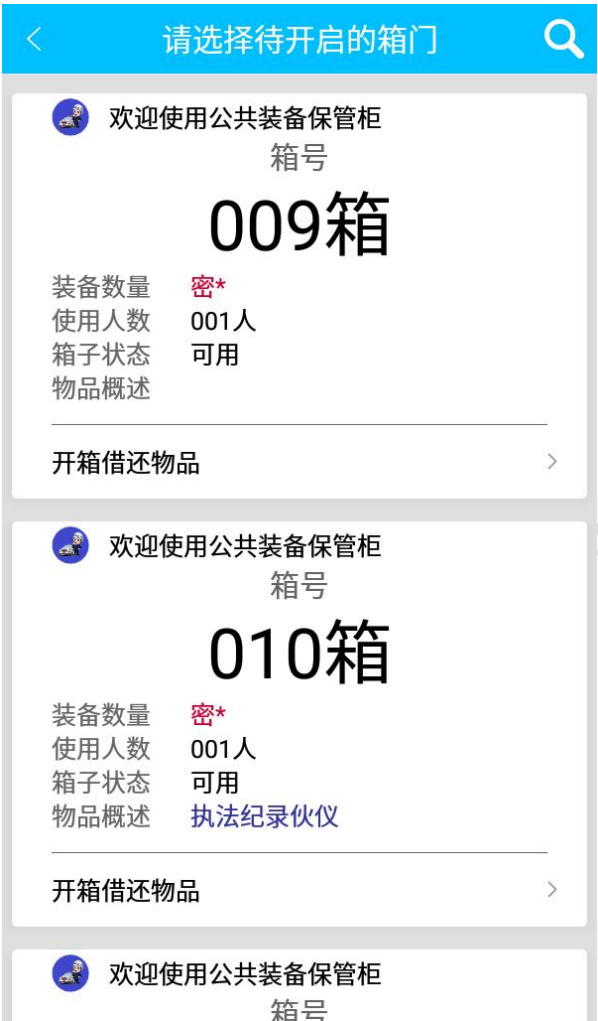 请选择待开启的箱门
欢迎使用公共装备保管柜
箱号
009箱
装备数量 密*
使用人数 001人
箱子状态 可用
物品概述
开箱借还物品
欢迎使用公共装备保管柜
箱号
010箱
装备数量 密*
使用人数 001人
箱子状态 可用
物品概述 执法纪录伙仪
开箱借还物品
欢迎使用公共装备保管柜
箱号